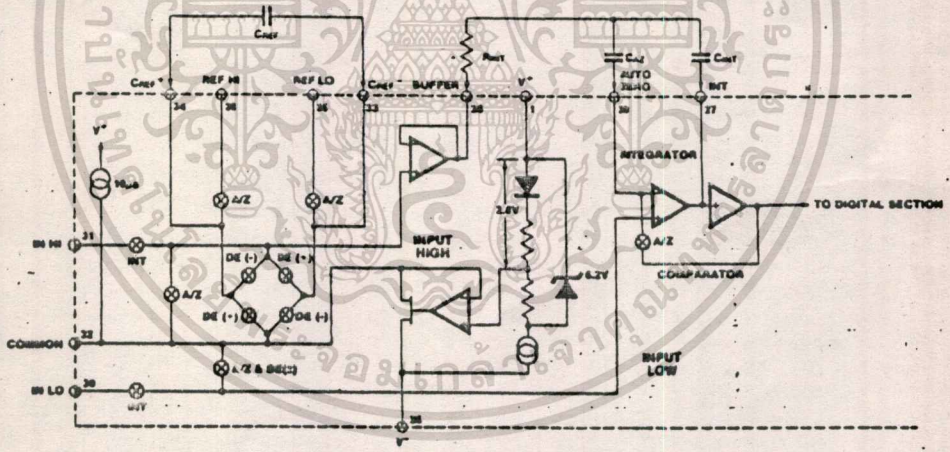 CREF
RINT
CAZ
CINT
CREF+
REF HI
REF LO
CREF-
BUFFER
V+
AUTO
ZERO
INT
34
36
35
33
28
1
29
27
V+
INTEGRATOR
A/Z
A/Z
2.8V
TO DIGITAL SECTION
IN HI
31
INT
INPUT
HIGH
A/Z
DE (-)
DE (+)
6.2V
COMPARATOR
A/Z
DE (+)
DE (-)
COMMON
32
A/Z & DE(±)
INPUT
LOW
IN LO
30
INT
V-